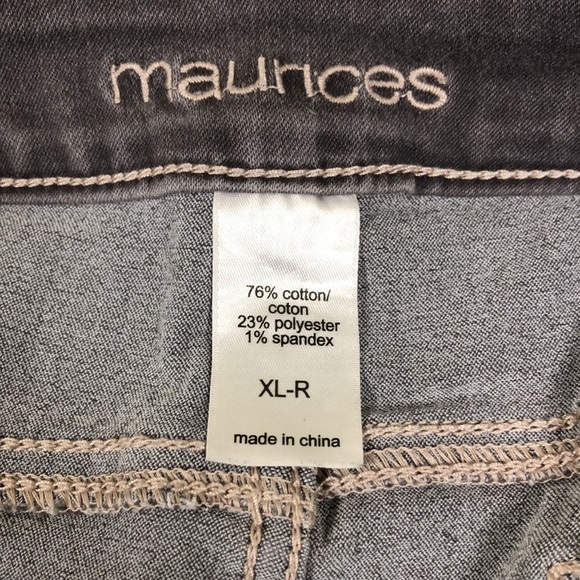 maurices
76% cotton/
coton
23% polyester
1% spandex
XL-R
made in china